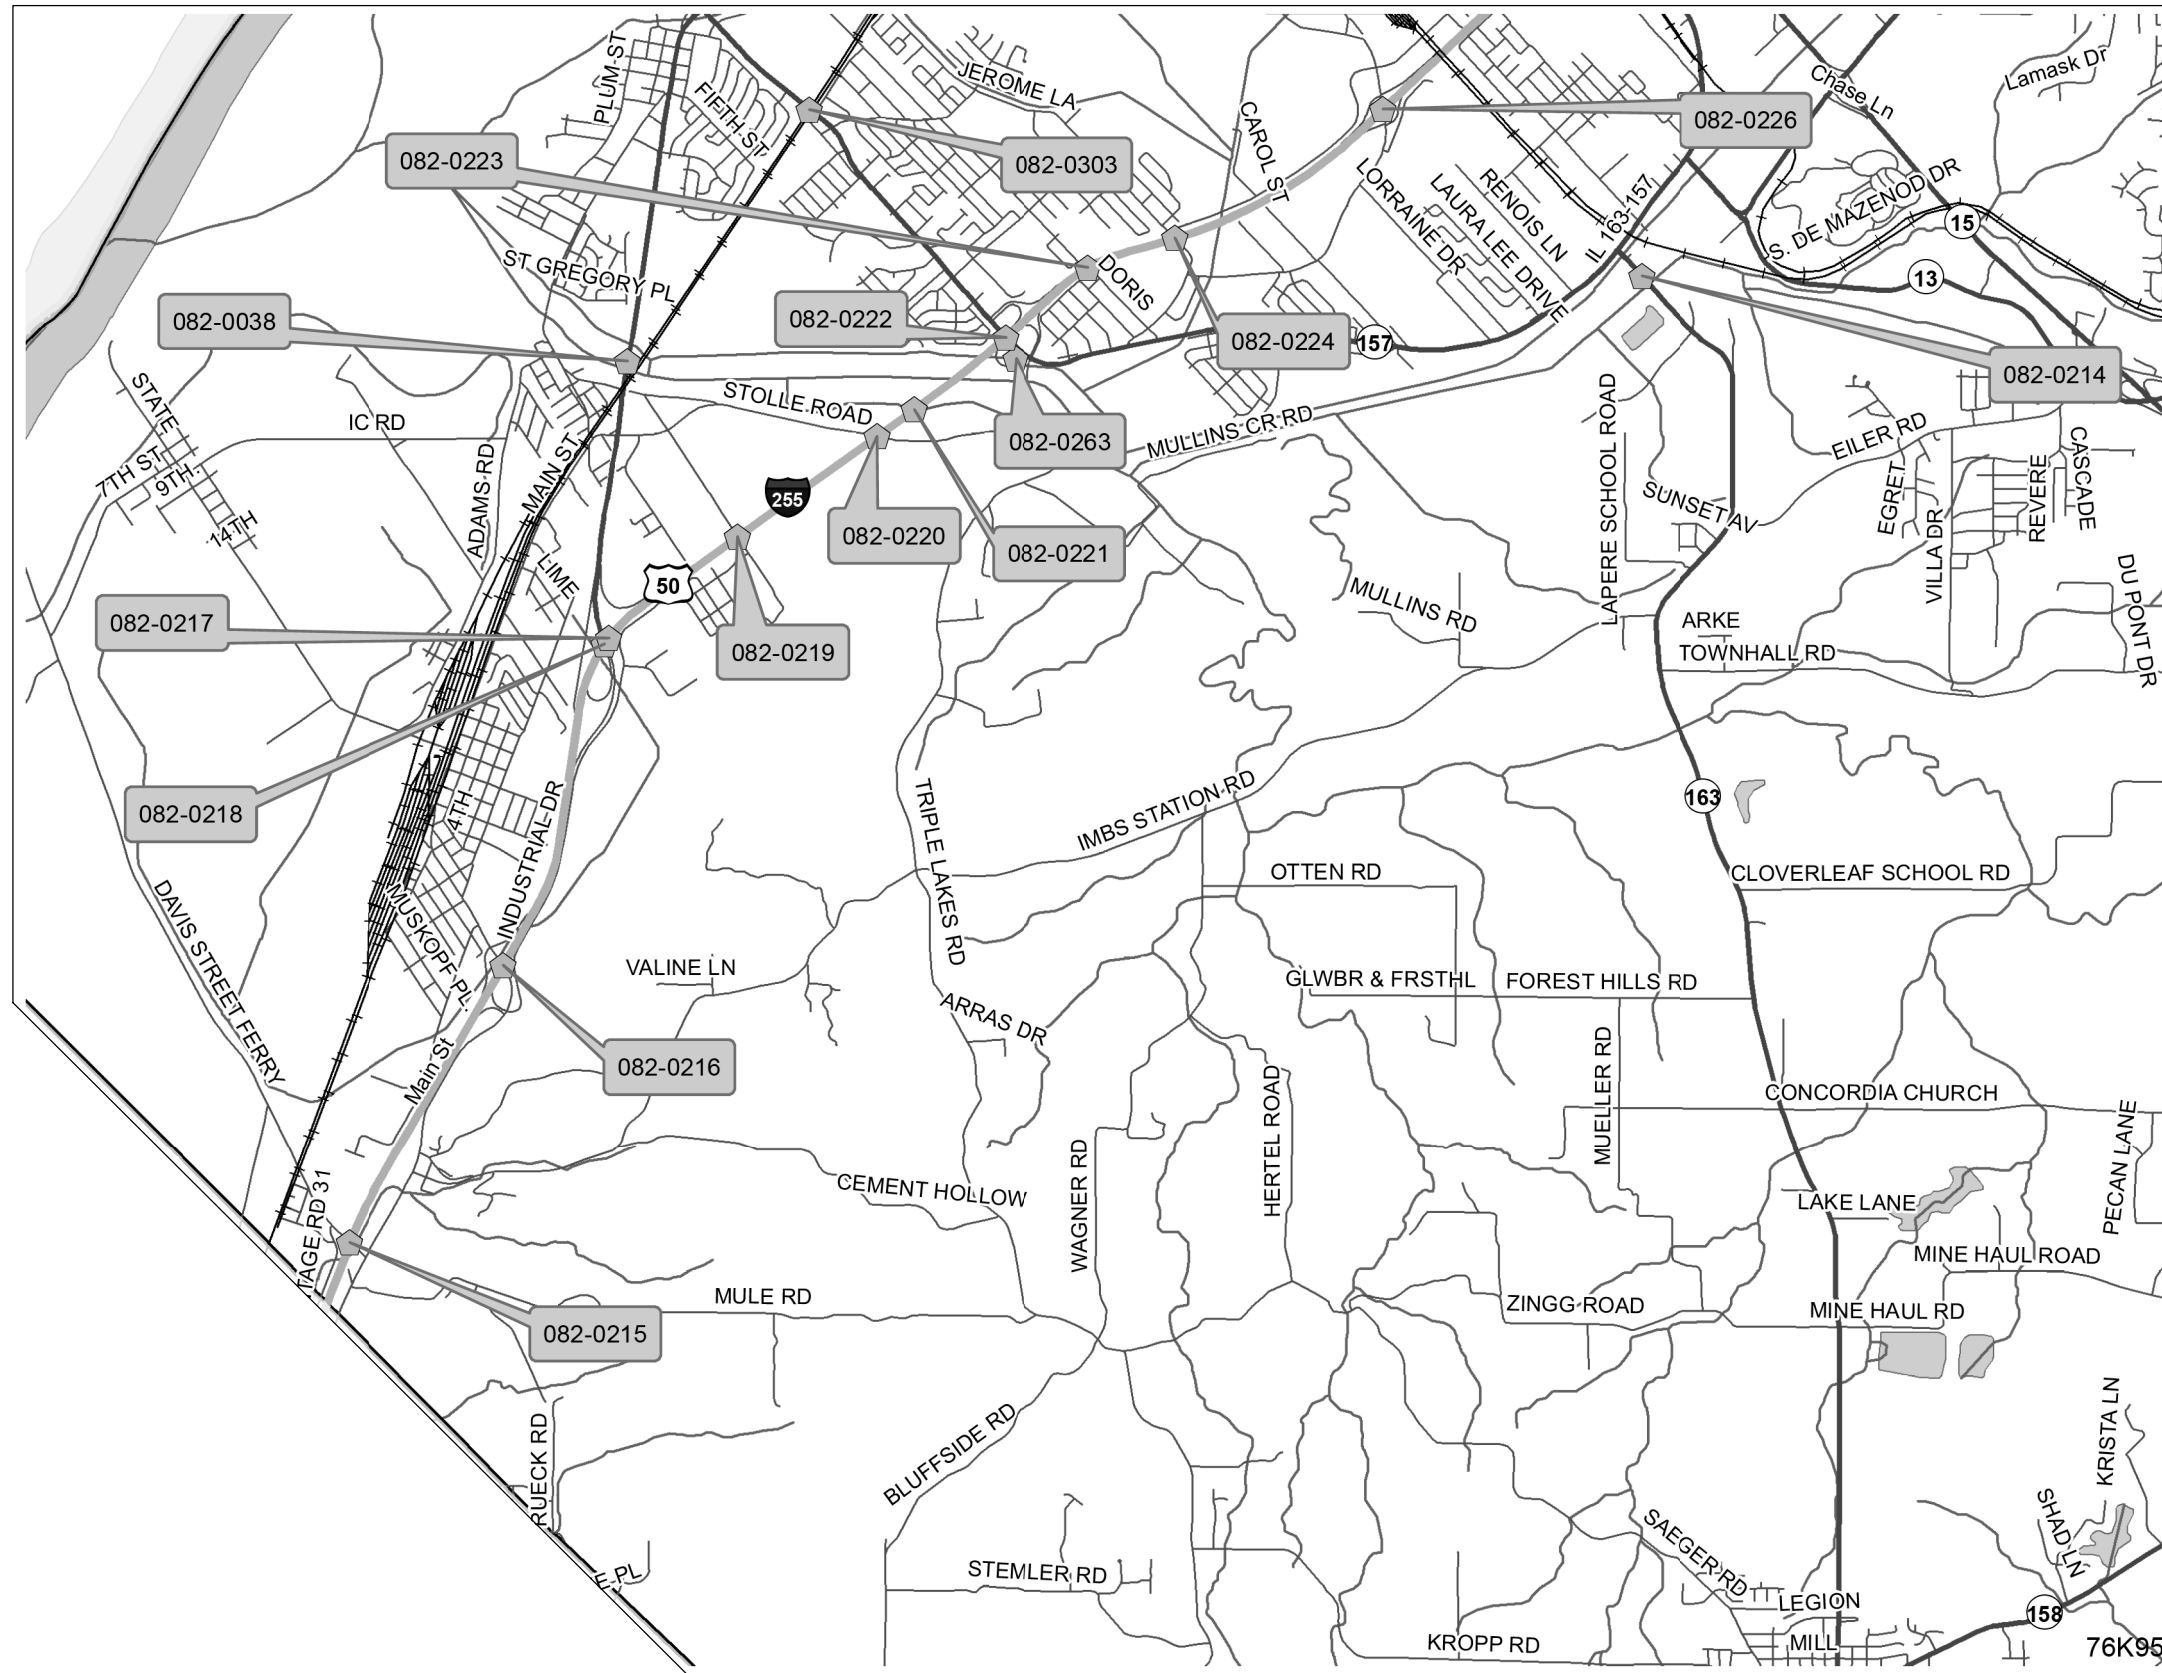 PLUM ST
FIFTH ST
JEROME LA
CAROL ST
Chase Ln
Lamask Dr
082-0223
082-0303
082-0226
LORRAINE DR
LAURA LEE DRIVE
RENOIS LN
IL 163-157
S. DE MAZENOD DR
15
13
ST GREGORY PL
DORIS
082-0038
082-0222
082-0224
157
082-0214
STATE
IC RD
STOLLE ROAD
082-0263
MULLINS CR RD
LAPERE SCHOOL ROAD
EILER RD
CASCADE
7TH ST
9TH
14TH
ADAMS RD
MAIN ST
255
082-0220
082-0221
SUNSET AV
EGRET
REVERE
VILLA DR
LIME
50
MULLINS RD
ARKE
DU PONT DR
082-0217
082-0219
TOWNHALL RD
082-0218
4TH
INDUSTRIAL DR
TRIPLE LAKES RD
IMBS STATION RD
163
OTTEN RD
CLOVERLEAF SCHOOL RD
DAVIS STREET FERRY
MUSKOPF PL
VALINE LN
GLWBR & FRSTHL
FOREST HILLS RD
ARRAS DR
Main St
082-0216
HERTEL ROAD
MUELLER RD
CONCORDIA CHURCH
PECAN LANE
WAGNER RD
CEMENT HOLLOW
LAKE LANE
TAGE RD 31
MINE HAUL ROAD
MULE RD
ZINGG ROAD
MINE HAUL RD
082-0215
RUECK RD
BLUFFSIDE RD
KRISTA LN
SHAD LN
SAEGER RD
E PL
STEMLER RD
LEGION
158
KROPP RD
MILL
76K95